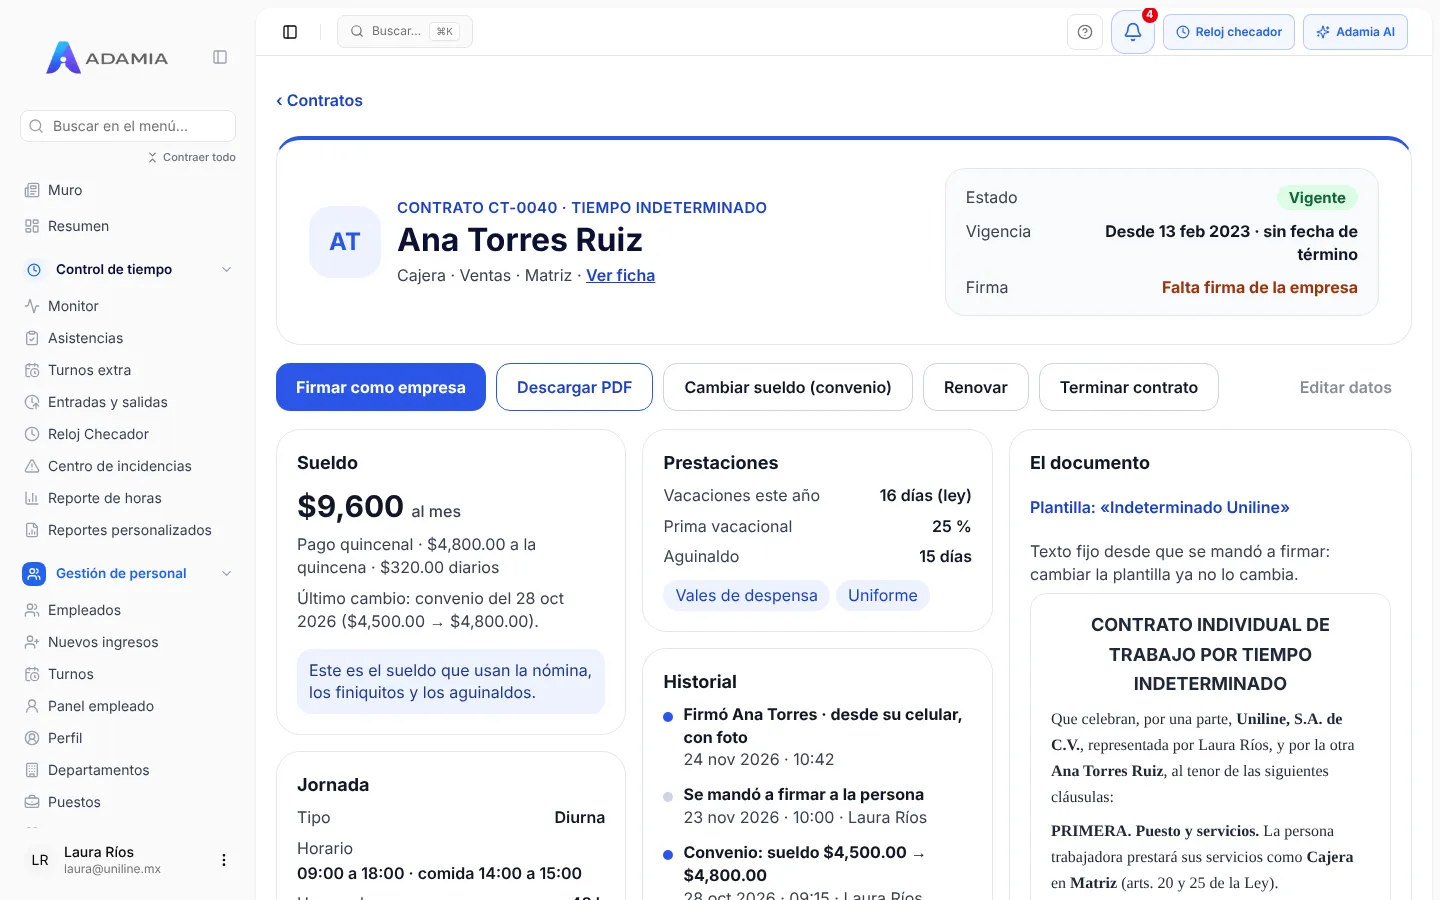 ADAMIA
Buscar en el menú...
Contraer todo
Muro
Resumen
Control de tiempo
Monitor
Asistencias
Turnos extra
Entradas y salidas
Reloj Checador
Centro de incidencias
Reporte de horas
Reportes personalizados
Gestión de personal
Empleados
Nuevos ingresos
Turnos
Panel empleado
Perfil
Departamentos
Puestos
LR
Laura Ríos
laura@uniline.mx
Buscar... ⌘K
4
Reloj checador
Adamia AI
‹ Contratos
AT
CONTRATO CT-0040 · TIEMPO INDETERMINADO
Ana Torres Ruiz
Cajera · Ventas · Matriz · Ver ficha
Estado Vigente
Vigencia Desde 13 feb 2023 · sin fecha de
término
Firma Falta firma de la empresa
Firmar como empresa
Descargar PDF
Cambiar sueldo (convenio)
Renovar
Terminar contrato
Editar datos
Sueldo
$9,600 al mes
Pago quincenal · $4,800.00 a la
quincena · $320.00 diarios
Último cambio: convenio del 28 oct
2026 ($4,500.00 → $4,800.00).
Este es el sueldo que usan la nómina,
los finiquitos y los aguinaldos.
Jornada
Tipo Diurna
Horario
09:00 a 18:00 · comida 14:00 a 15:00
Prestaciones
Vacaciones este año 16 días (ley)
Prima vacacional 25 %
Aguinaldo 15 días
Vales de despensa
Uniforme
Historial
Firmó Ana Torres · desde su celular,
con foto
24 nov 2026 · 10:42
Se mandó a firmar a la persona
23 nov 2026 · 10:00 · Laura Ríos
Convenio: sueldo $4,500.00 →
$4,800.00
28 oct 2026 · 09:15 · Laura Ríos
El documento
Plantilla: «Indeterminado Uniline»
Texto fijo desde que se mandó a firmar:
cambiar la plantilla ya no lo cambia.
CONTRATO INDIVIDUAL DE
TRABAJO POR TIEMPO
INDETERMINADO
Que celebran, por una parte, Uniline, S.A. de
C.V., representada por Laura Ríos, y por la otra
Ana Torres Ruiz, al tenor de las siguientes
cláusulas:
PRIMERA. Puesto y servicios. La persona
trabajadora prestará sus servicios como Cajera
en Matriz (arts. 20 y 25 de la Ley).